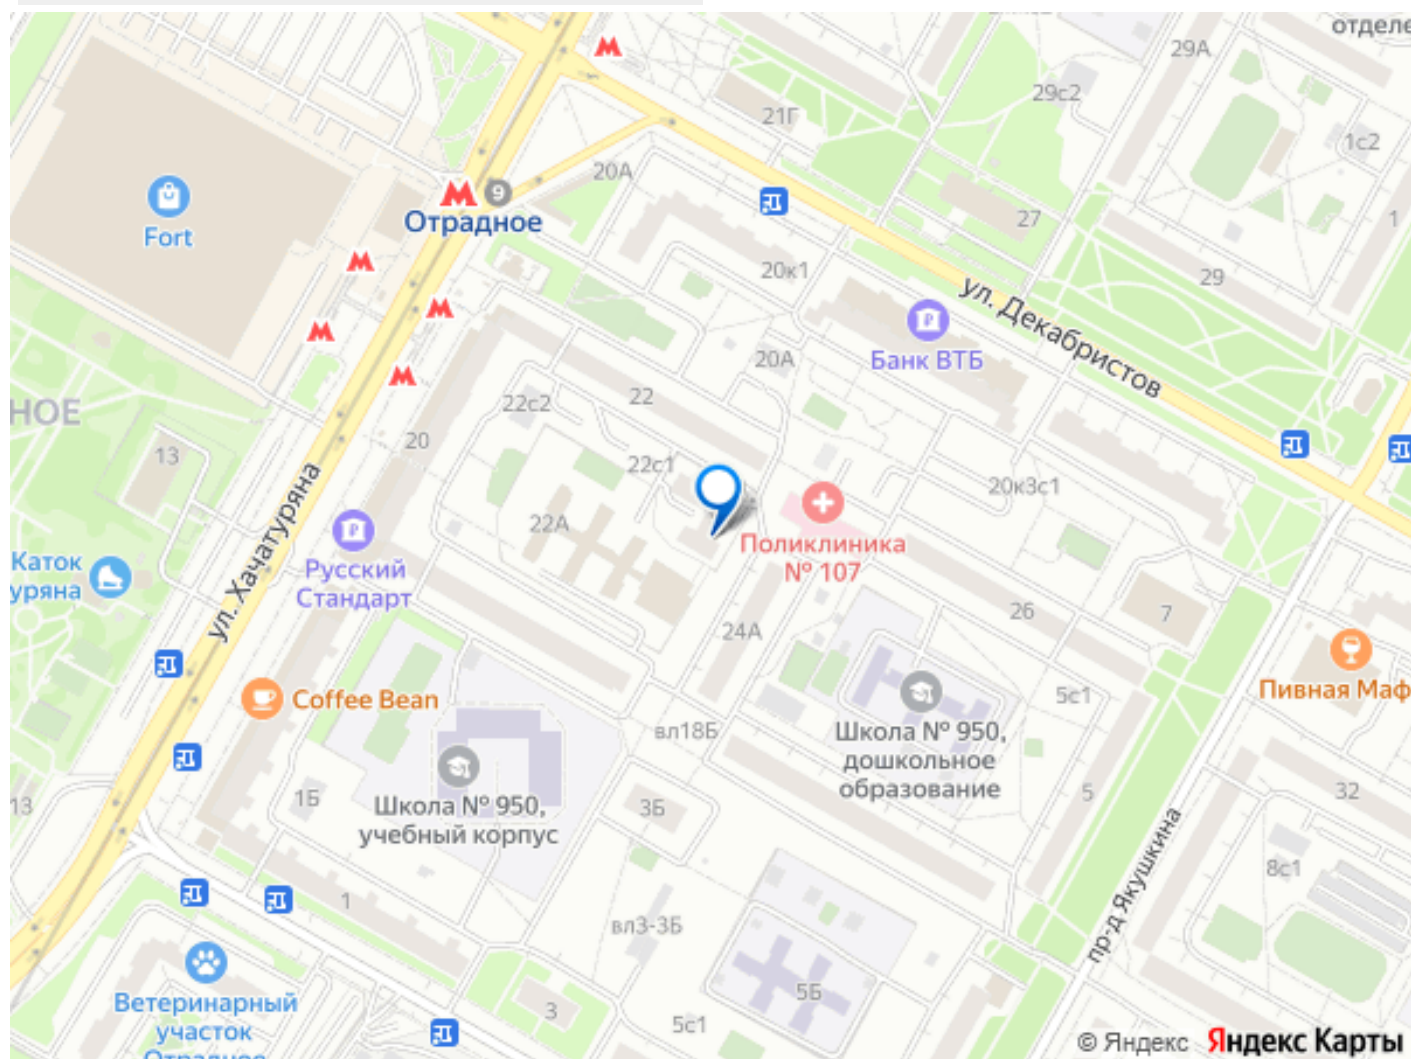 отделе
29А
29с2
21Г
1с2
20А
9
Отрадное
Fort
27
1
29
20к1
ул. Декабристов
Банк ВТБ
20А
22
22с2
НОЕ
20
13
22с1
20к3с1
ул. Хачатуряна
22А
Поликлиника
№ 107
Русский
Стандарт
Каток
уряна
26
7
24А
Пивная Маф
Coffee Bean
5с1
вл18Б
Школа № 950,
дошкольное
образование
1Б
Школа № 950,
учебный корпус
3Б
5
32
13
пр-д Якушкина
8с1
1
вл3-3Б
Ветеринарный
участок
Отрадное
5Б
3
5с1
© Яндекс Яндекс Карты